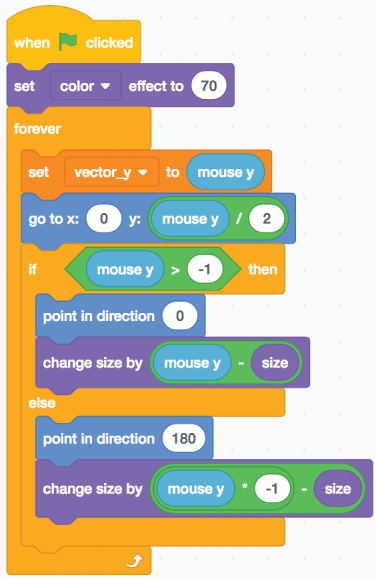 when clicked
set color effect to 70
forever
set vector_y to mouse y
go to x: 0 y: mouse y / 2
if mouse y > -1 then
point in direction 0
change size by mouse y - size
else
point in direction 180
change size by mouse y * -1 - size